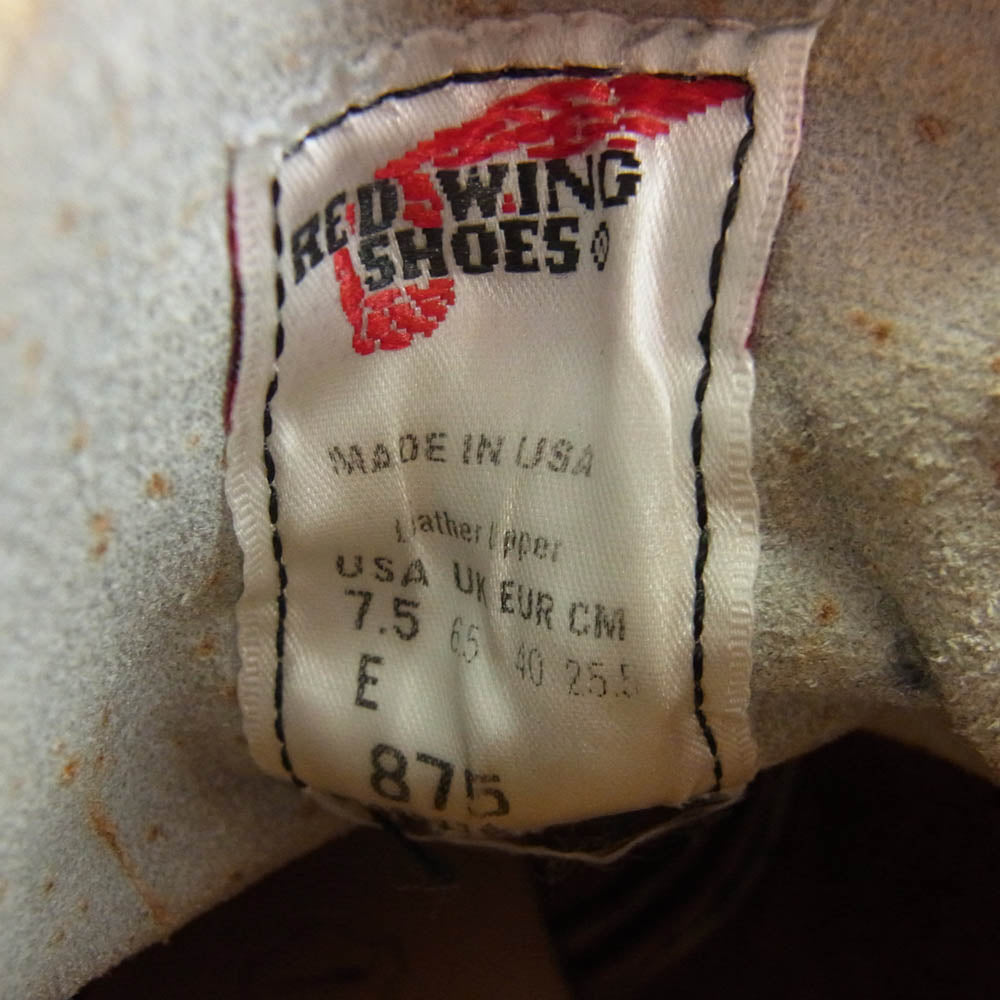 RED WING
SHOES
MADE IN USA
Leather Upper
USA UK EUR CM
7.5 6.5 40 25.5
E
875